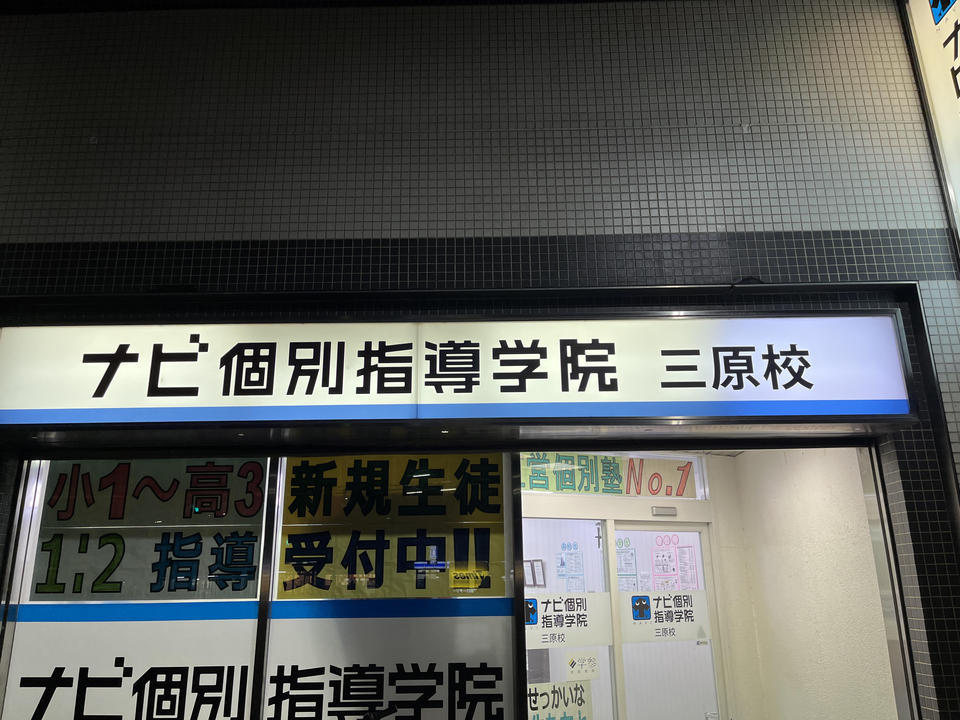 ナビ個別指導学院 三原校
小1～高3
1:2 指導
新規生徒
受付中!!
営個別塾No.1
ナビ個別
指導学院
三原校
ナビ個別
指導学院
三原校
学参
せっかいな
ナビ個別 指導学院